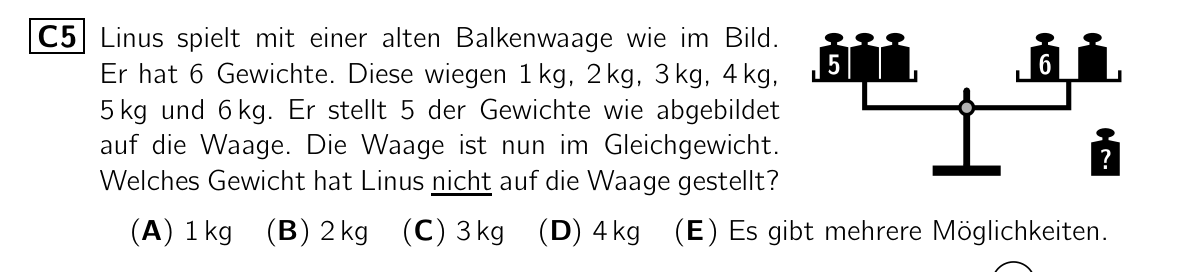 C5 Linus spielt mit einer alten Balkenwaage wie im Bild.
Er hat 6 Gewichte. Diese wiegen 1 kg, 2 kg, 3 kg, 4 kg,
5 kg und 6 kg. Er stellt 5 der Gewichte wie abgebildet
auf die Waage. Die Waage ist nun im Gleichgewicht.
Welches Gewicht hat Linus nicht auf die Waage gestellt?
5
6
?
(A) 1 kg (B) 2 kg (C) 3 kg (D) 4 kg (E) Es gibt mehrere Möglichkeiten.